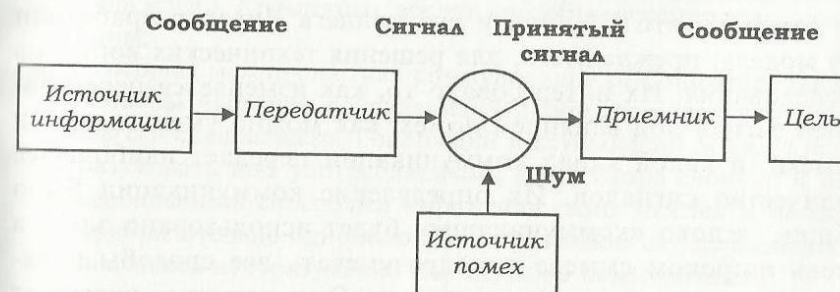 Сообщение Сигнал Принятый Сообщение
сигнал
Источник
информации
Передатчик
Приемник
Цель
Шум
Источник
помех